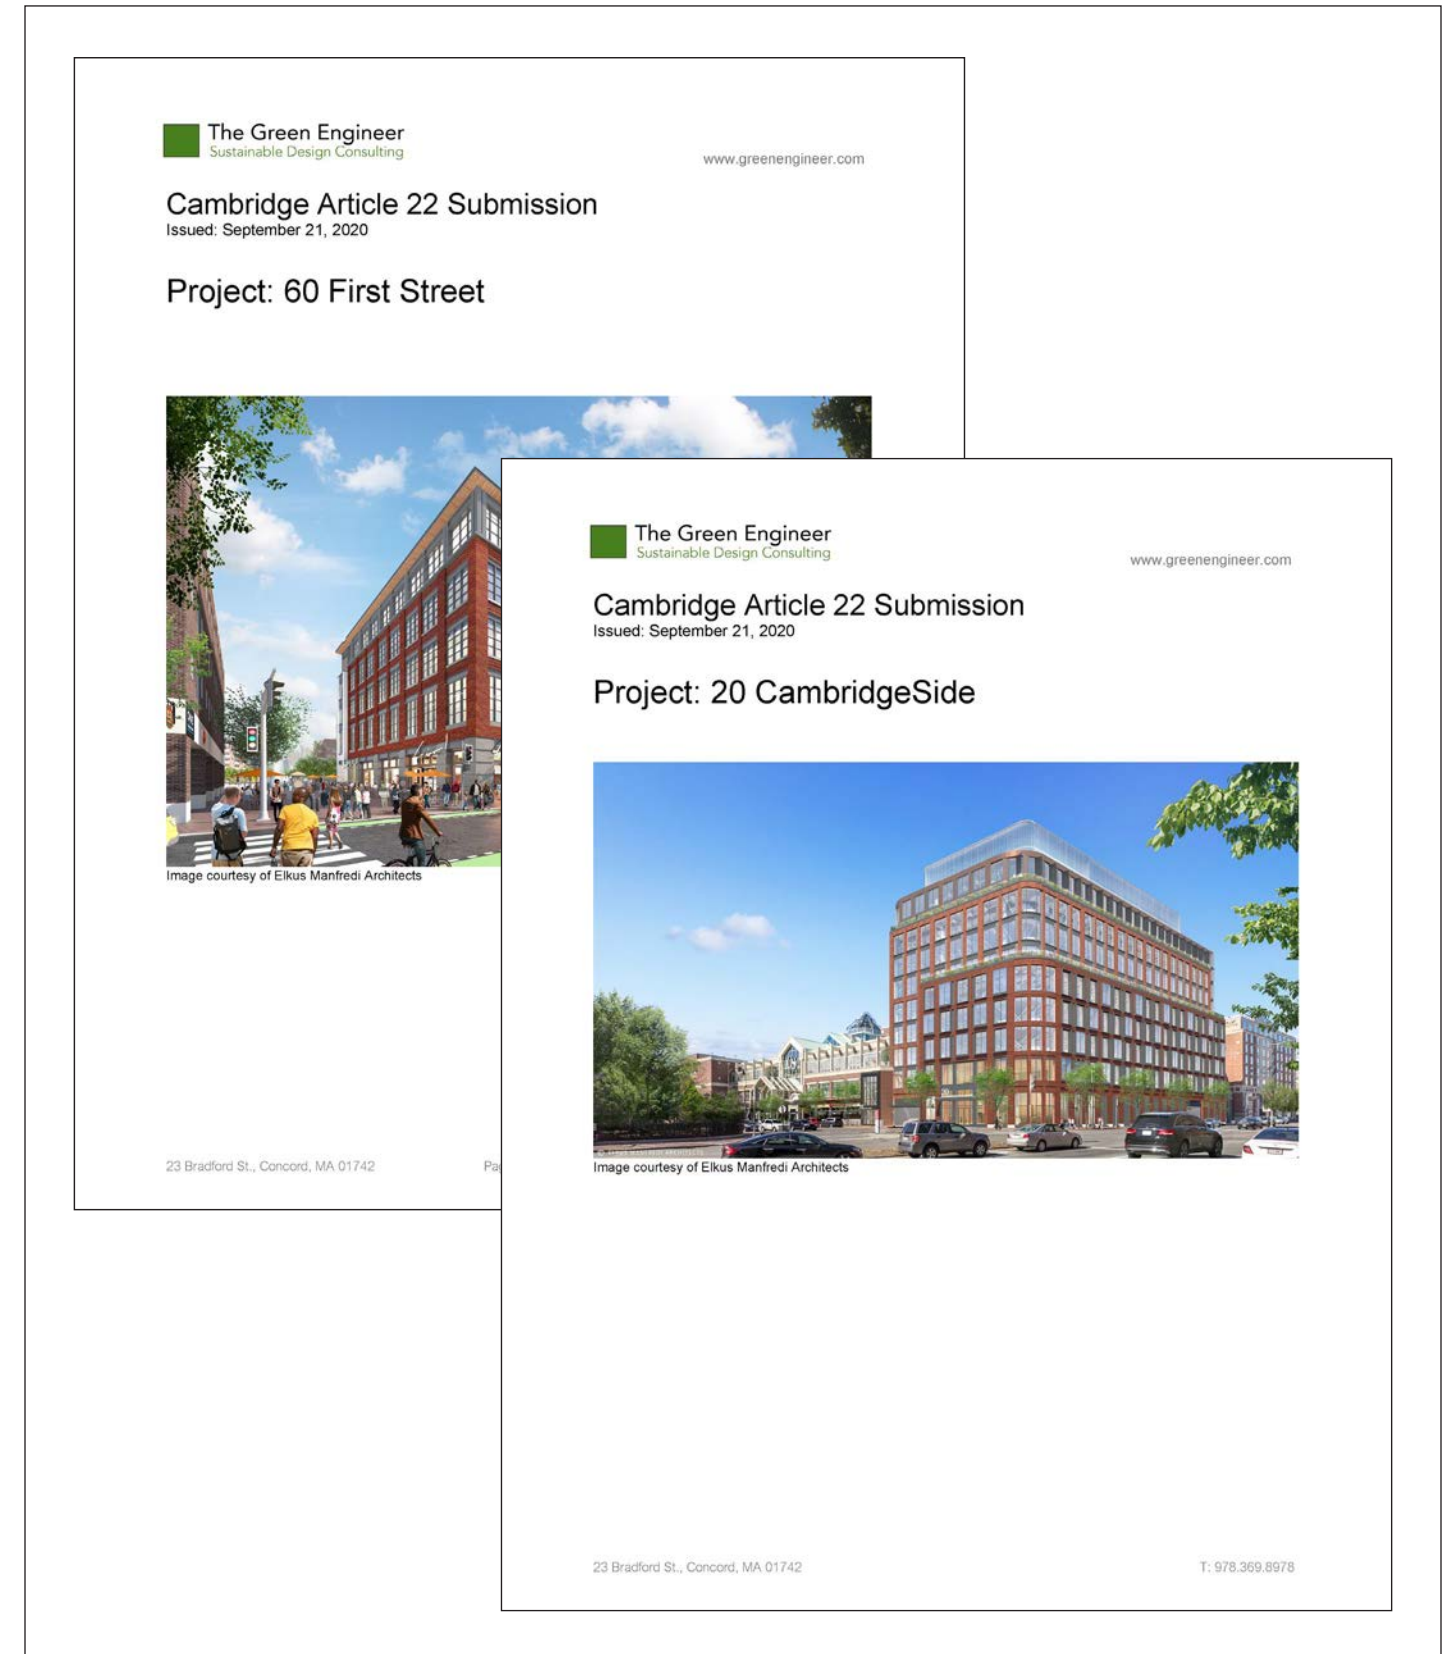 The Green Engineer
Sustainable Design Consulting
www.greenengineer.com
Cambridge Article 22 Submission
Issued: September 21, 2020
Project: 60 First Street
Image courtesy of Elkus Manfredi Architects
23 Bradford St., Concord, MA 01742
The Green Engineer
Sustainable Design Consulting
www.greenengineer.com
Cambridge Article 22 Submission
Issued: September 21, 2020
Project: 20 CambridgeSide
Image courtesy of Elkus Manfredi Architects
23 Bradford St., Concord, MA 01742
T: 978.369.8978